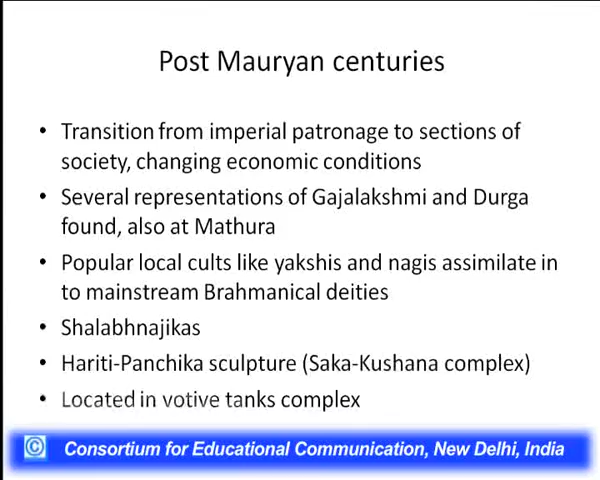 Post Mauryan centuries
• Transition from imperial patronage to sections of
society, changing economic conditions
• Several representations of Gajalakshmi and Durga
found, also at Mathura
• Popular local cults like yakshis and nagis assimilate in
to mainstream Brahmanical deities
• Shalabhnajikas
• Hariti-Panchika sculpture (Saka-Kushana complex)
• Located in votive tanks complex
© Consortium for Educational Communication, New Delhi, India